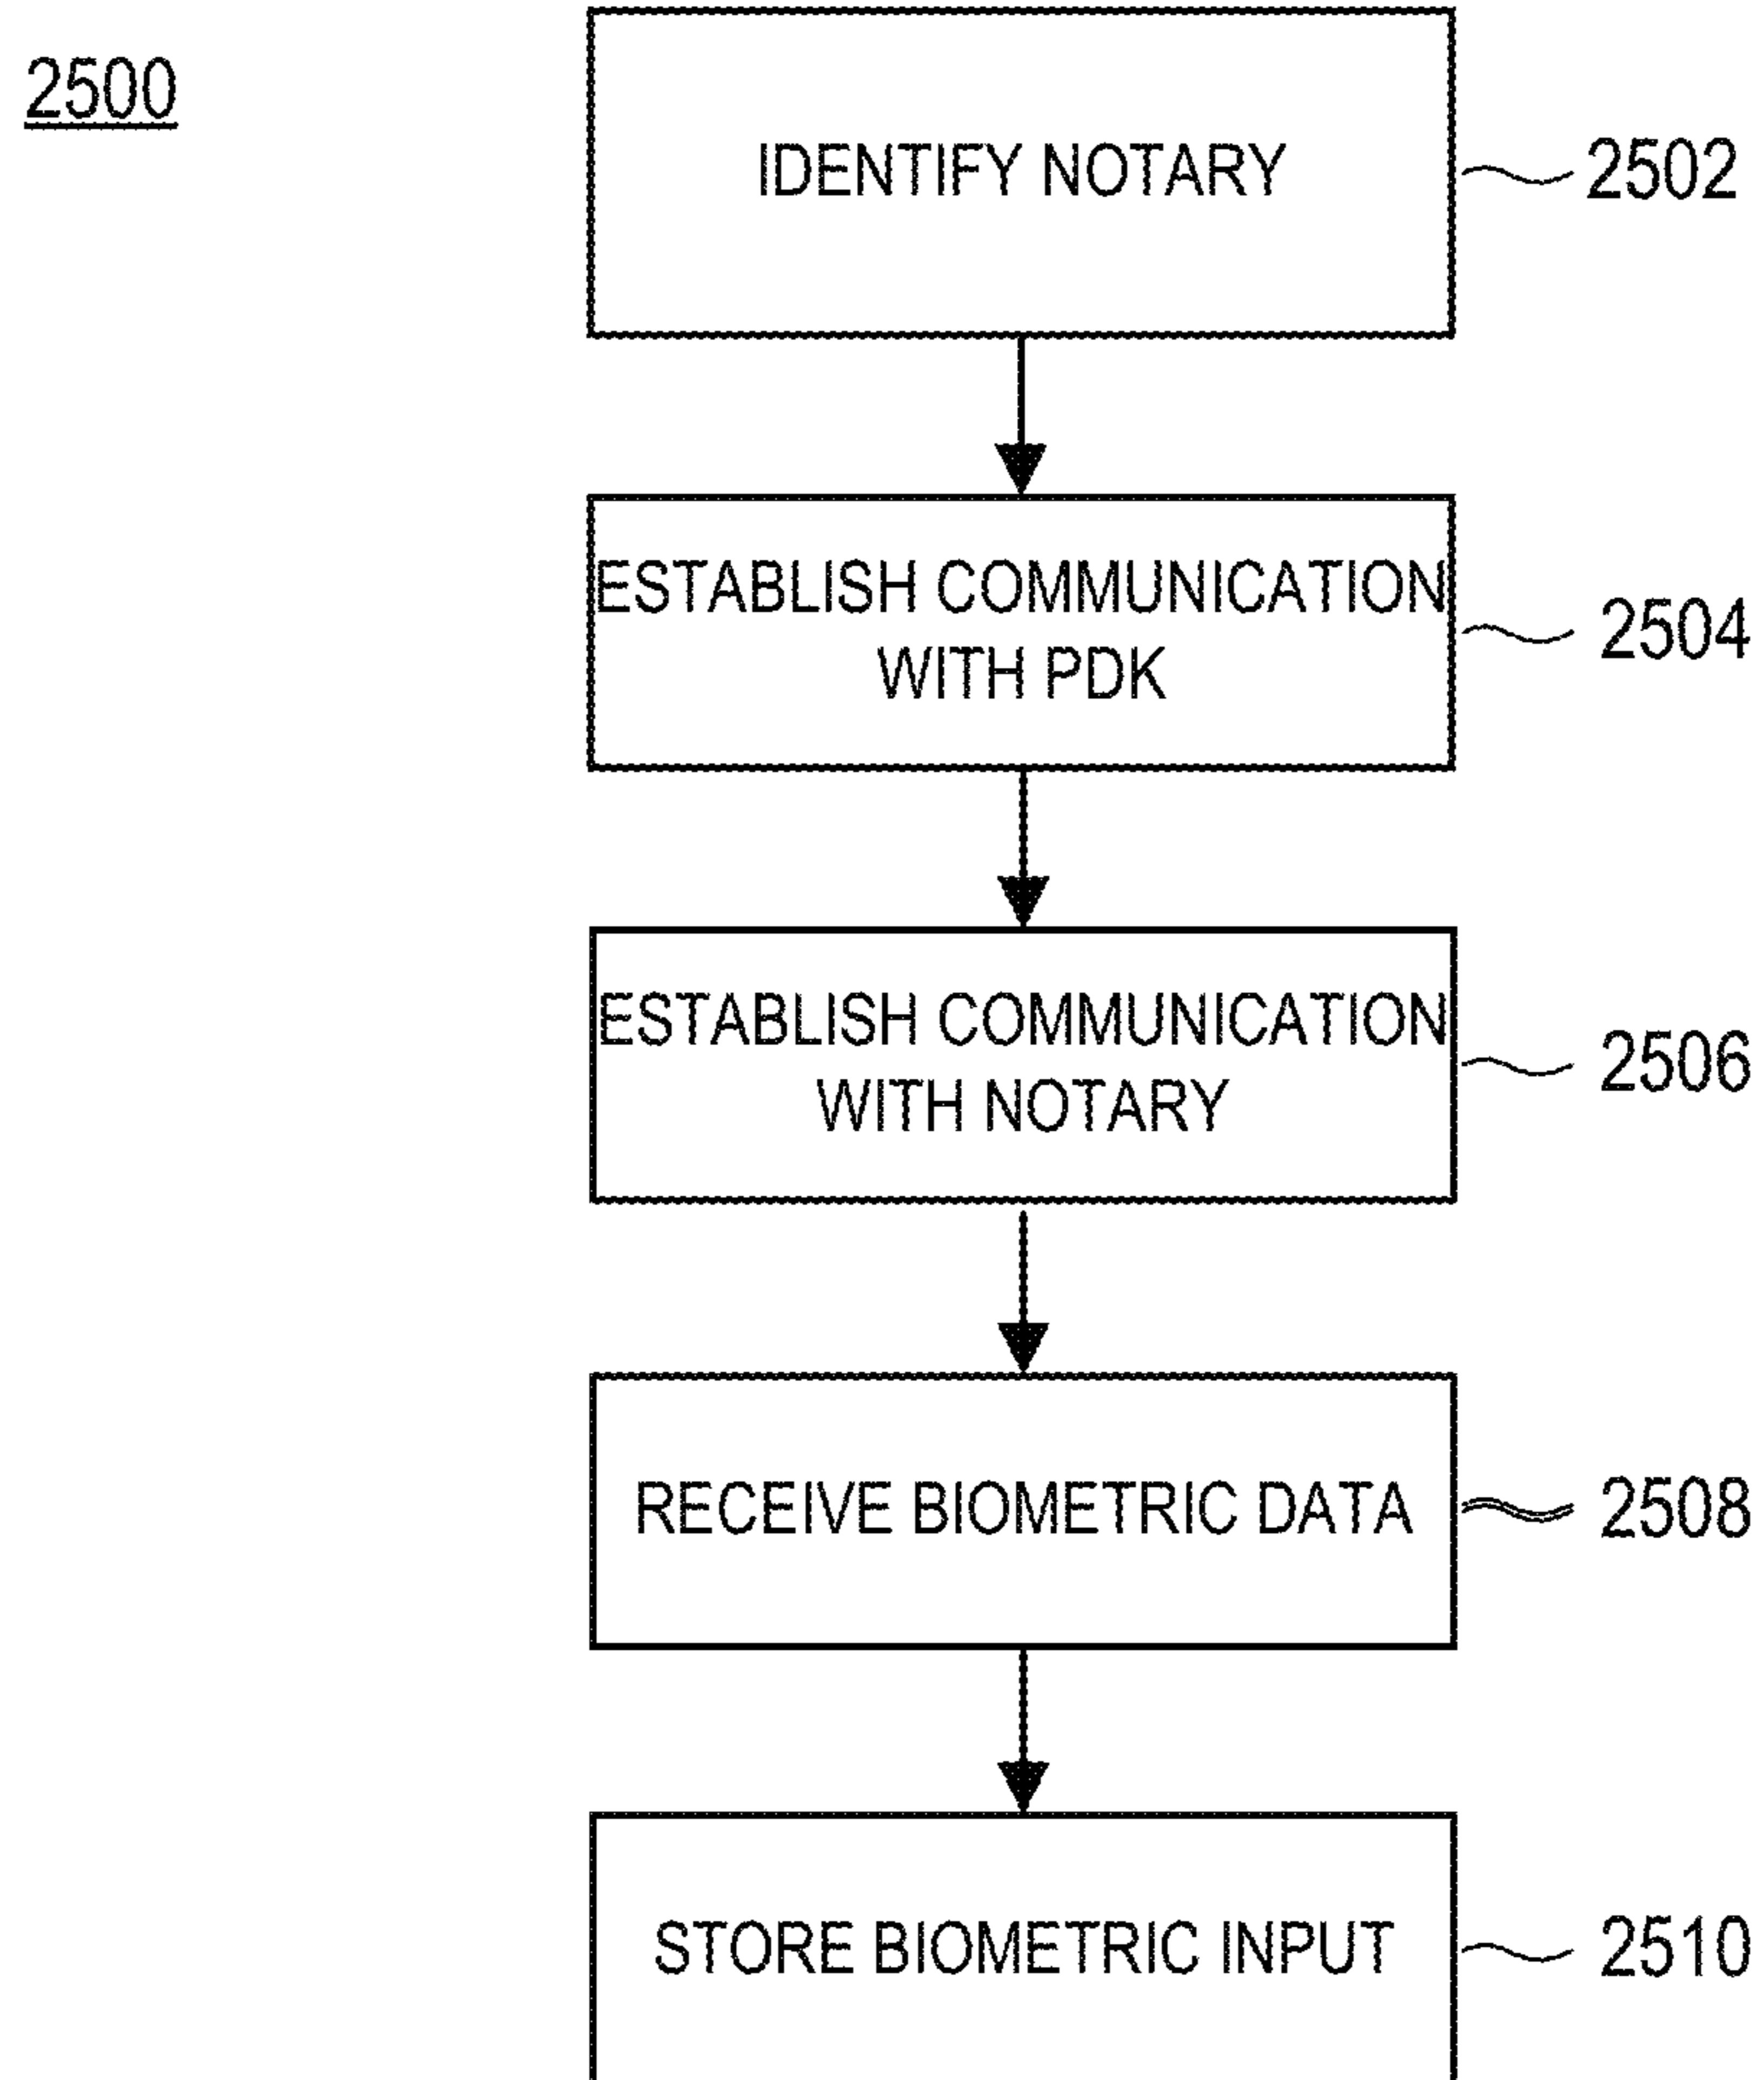 2500
IDENTIFY NOTARY
2502
ESTABLISH COMMUNICATION
WITH PDK
2504
ESTABLISH COMMUNICATION
WITH NOTARY
2506
RECEIVE BIOMETRIC DATA
2508
STORE BIOMETRIC INPUT
2510